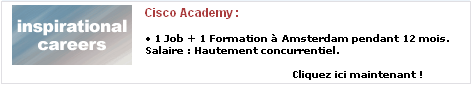 inspirational
careers
Cisco Academy :
• 1 Job + 1 Formation à Amsterdam pendant 12 mois.
Salaire : Hautement concurrentiel.
Cliquez ici maintenant !